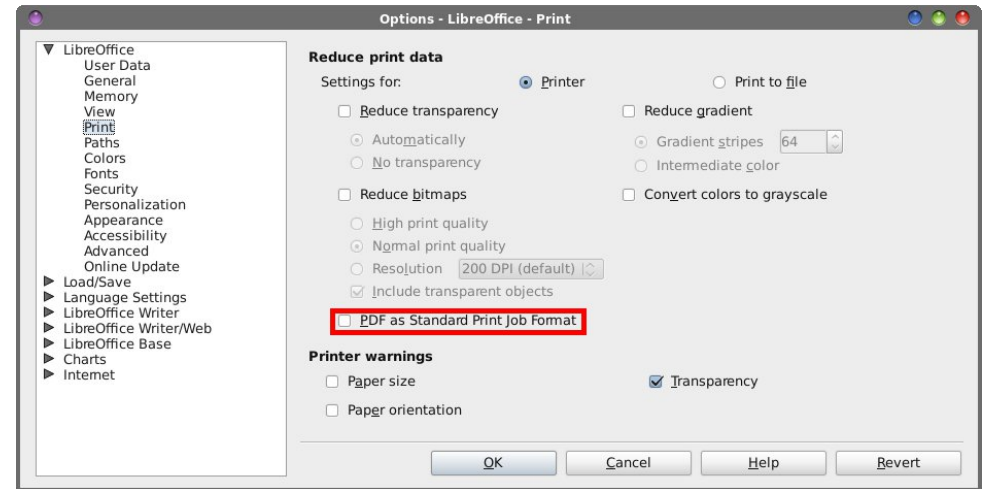 Options - LibreOffice - Print
LibreOffice
User Data
General
Memory
View
Print
Paths
Colors
Fonts
Security
Personalization
Appearance
Accessibility
Advanced
Online Update
Load/Save
Language Settings
LibreOffice Writer
LibreOffice Writer/Web
LibreOffice Base
Charts
Internet
Reduce print data
Settings for: Printer Print to file
Reduce transparency Reduce gradient
Automatically Gradient stripes 64
No transparency Intermediate color
Reduce bitmaps Convert colors to grayscale
High print quality
Normal print quality
Resolution 200 DPI (default)
Include transparent objects
PDF as Standard Print Job Format
Printer warnings
Paper size Transparency
Paper orientation
OK Cancel Help Revert